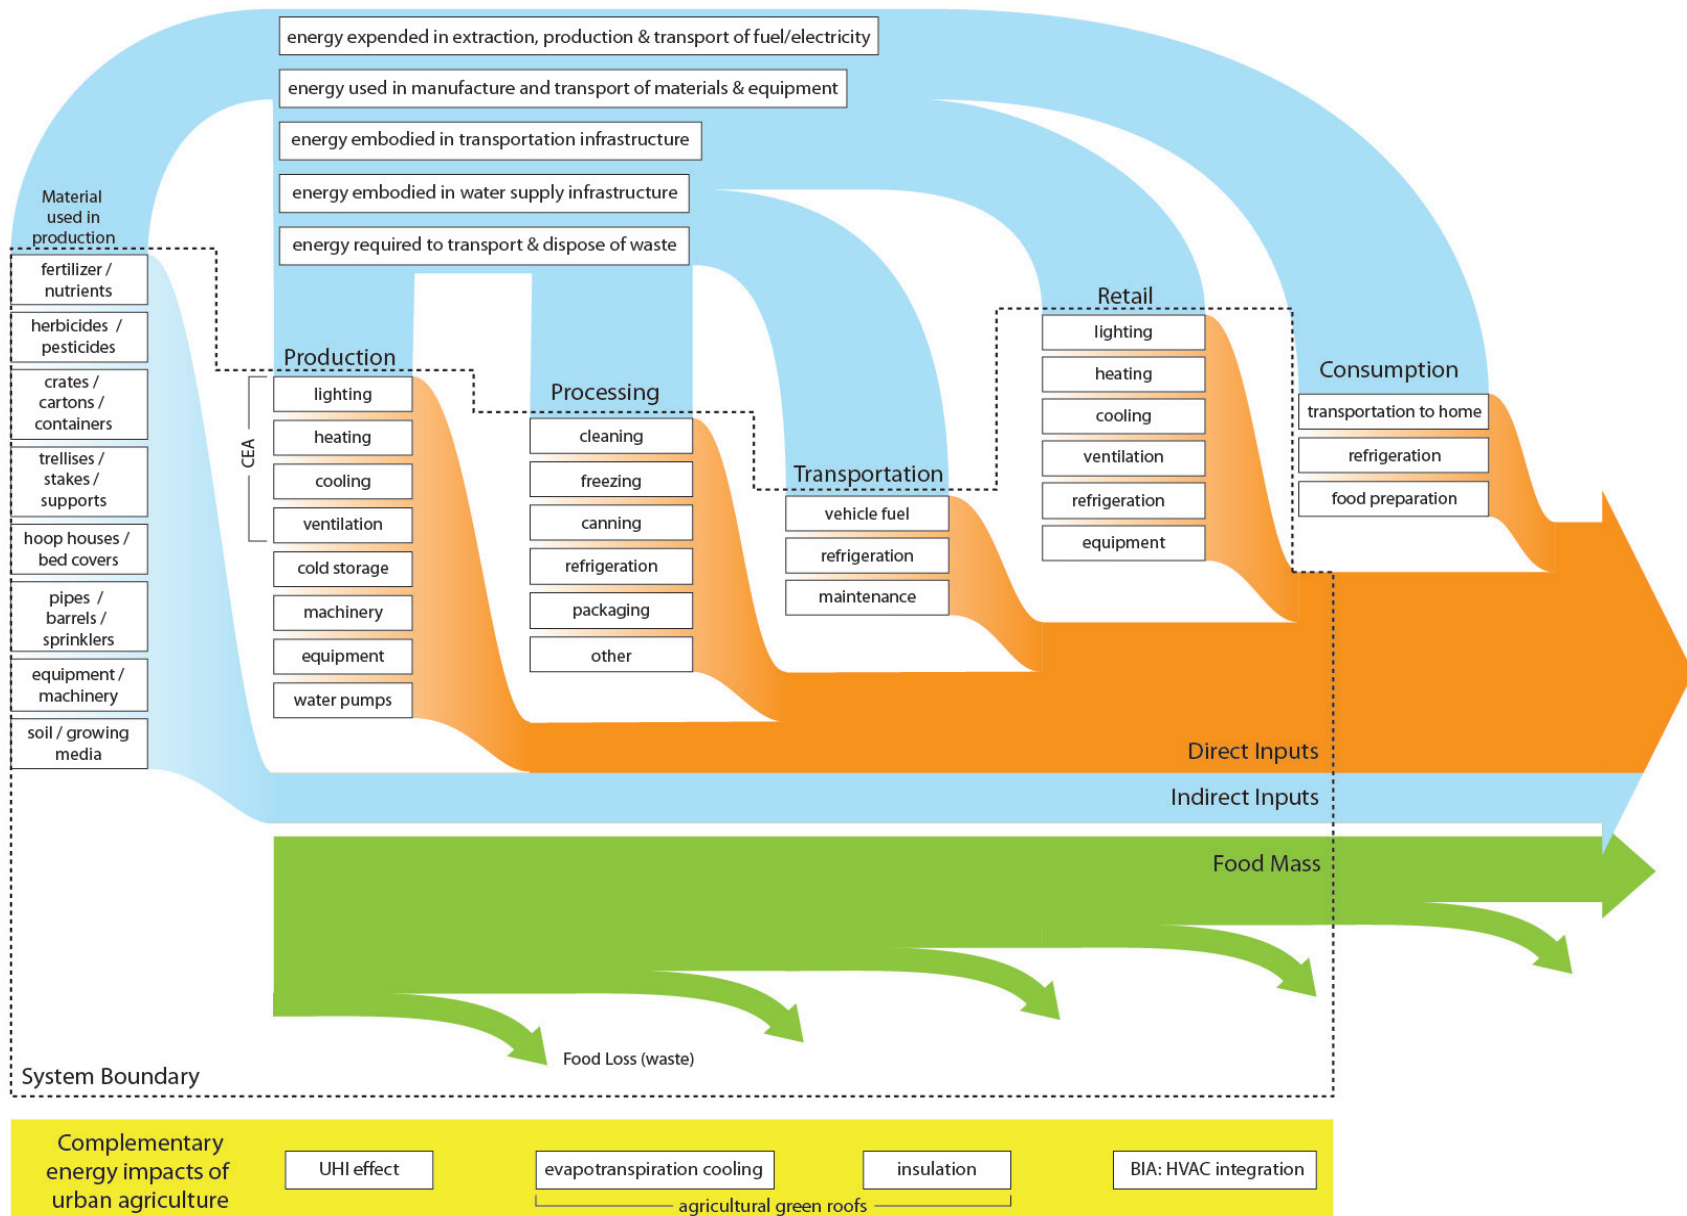 energy expended in extraction, production & transport of fuel/electricity
energy used in manufacture and transport of materials & equipment
energy embodied in transportation infrastructure
energy embodied in water supply infrastructure
energy required to transport & dispose of waste
Material
used in
production
fertilizer /
nutrients
herbicides /
pesticides
crates /
cartons /
containers
trellises /
stakes /
supports
hoop houses /
bed covers
pipes /
barrels /
sprinklers
equipment /
machinery
soil / growing
media
Production
CEA
lighting
heating
cooling
ventilation
cold storage
machinery
equipment
water pumps
Processing
cleaning
freezing
canning
refrigeration
packaging
other
Transportation
vehicle fuel
refrigeration
maintenance
Retail
lighting
heating
cooling
ventilation
refrigeration
equipment
Consumption
transportation to home
refrigeration
food preparation
Direct Inputs
Indirect Inputs
Food Mass
Food Loss (waste)
System Boundary
Complementary
energy impacts of
urban agriculture
UHI effect
evapotranspiration cooling
insulation
agricultural green roofs
BIA: HVAC integration